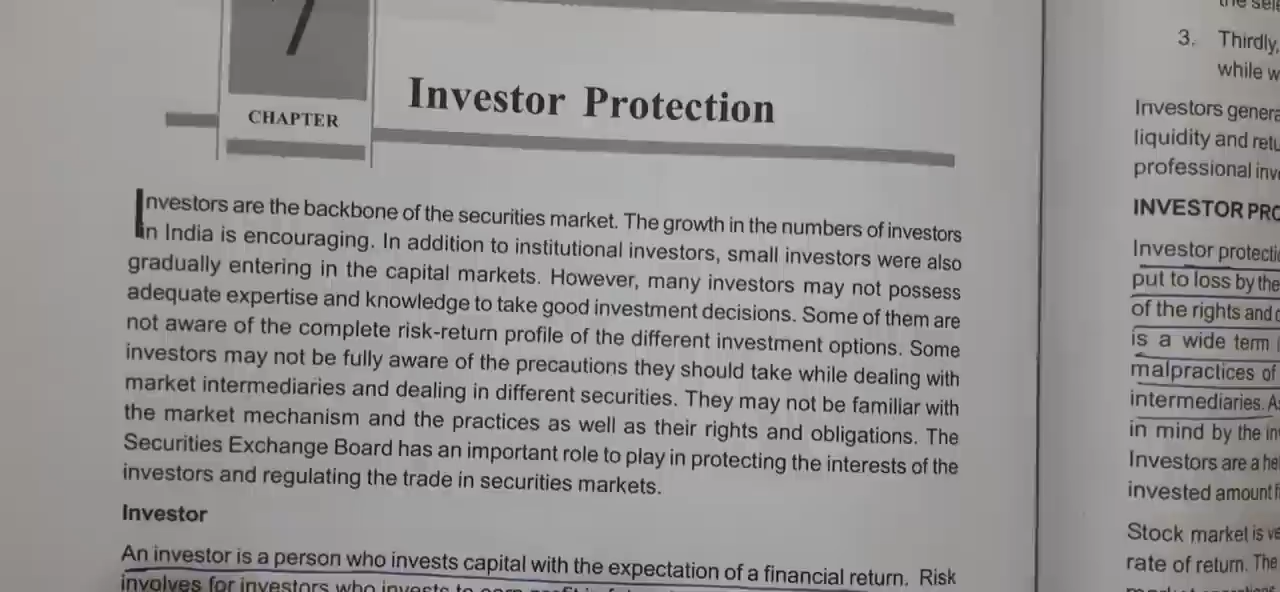 7
CHAPTER
Investor Protection
Investors are the backbone of the securities market. The growth in the numbers of investors
in India is encouraging. In addition to institutional investors, small investors were also
gradually entering in the capital markets. However, many investors may not possess
adequate expertise and knowledge to take good investment decisions. Some of them are
not aware of the complete risk-return profile of the different investment options. Some
investors may not be fully aware of the precautions they should take while dealing with
market intermediaries and dealing in different securities. They may not be familiar with
the market mechanism and the practices as well as their rights and obligations. The
Securities Exchange Board has an important role to play in protecting the interests of the
investors and regulating the trade in securities markets.
Investor
An investor is a person who invests capital with the expectation of a financial return. Risk
involves for investors who invests to earn profit
3. Thirdly,
while w
Investors genera
liquidity and retu
professional inv
INVESTOR PRO
Investor protecti
put to loss by the
of the rights and
is a wide term
malpractices of
intermediaries. A
in mind by the in
Investors are a he
invested amount f
Stock market is ve
rate of return. The